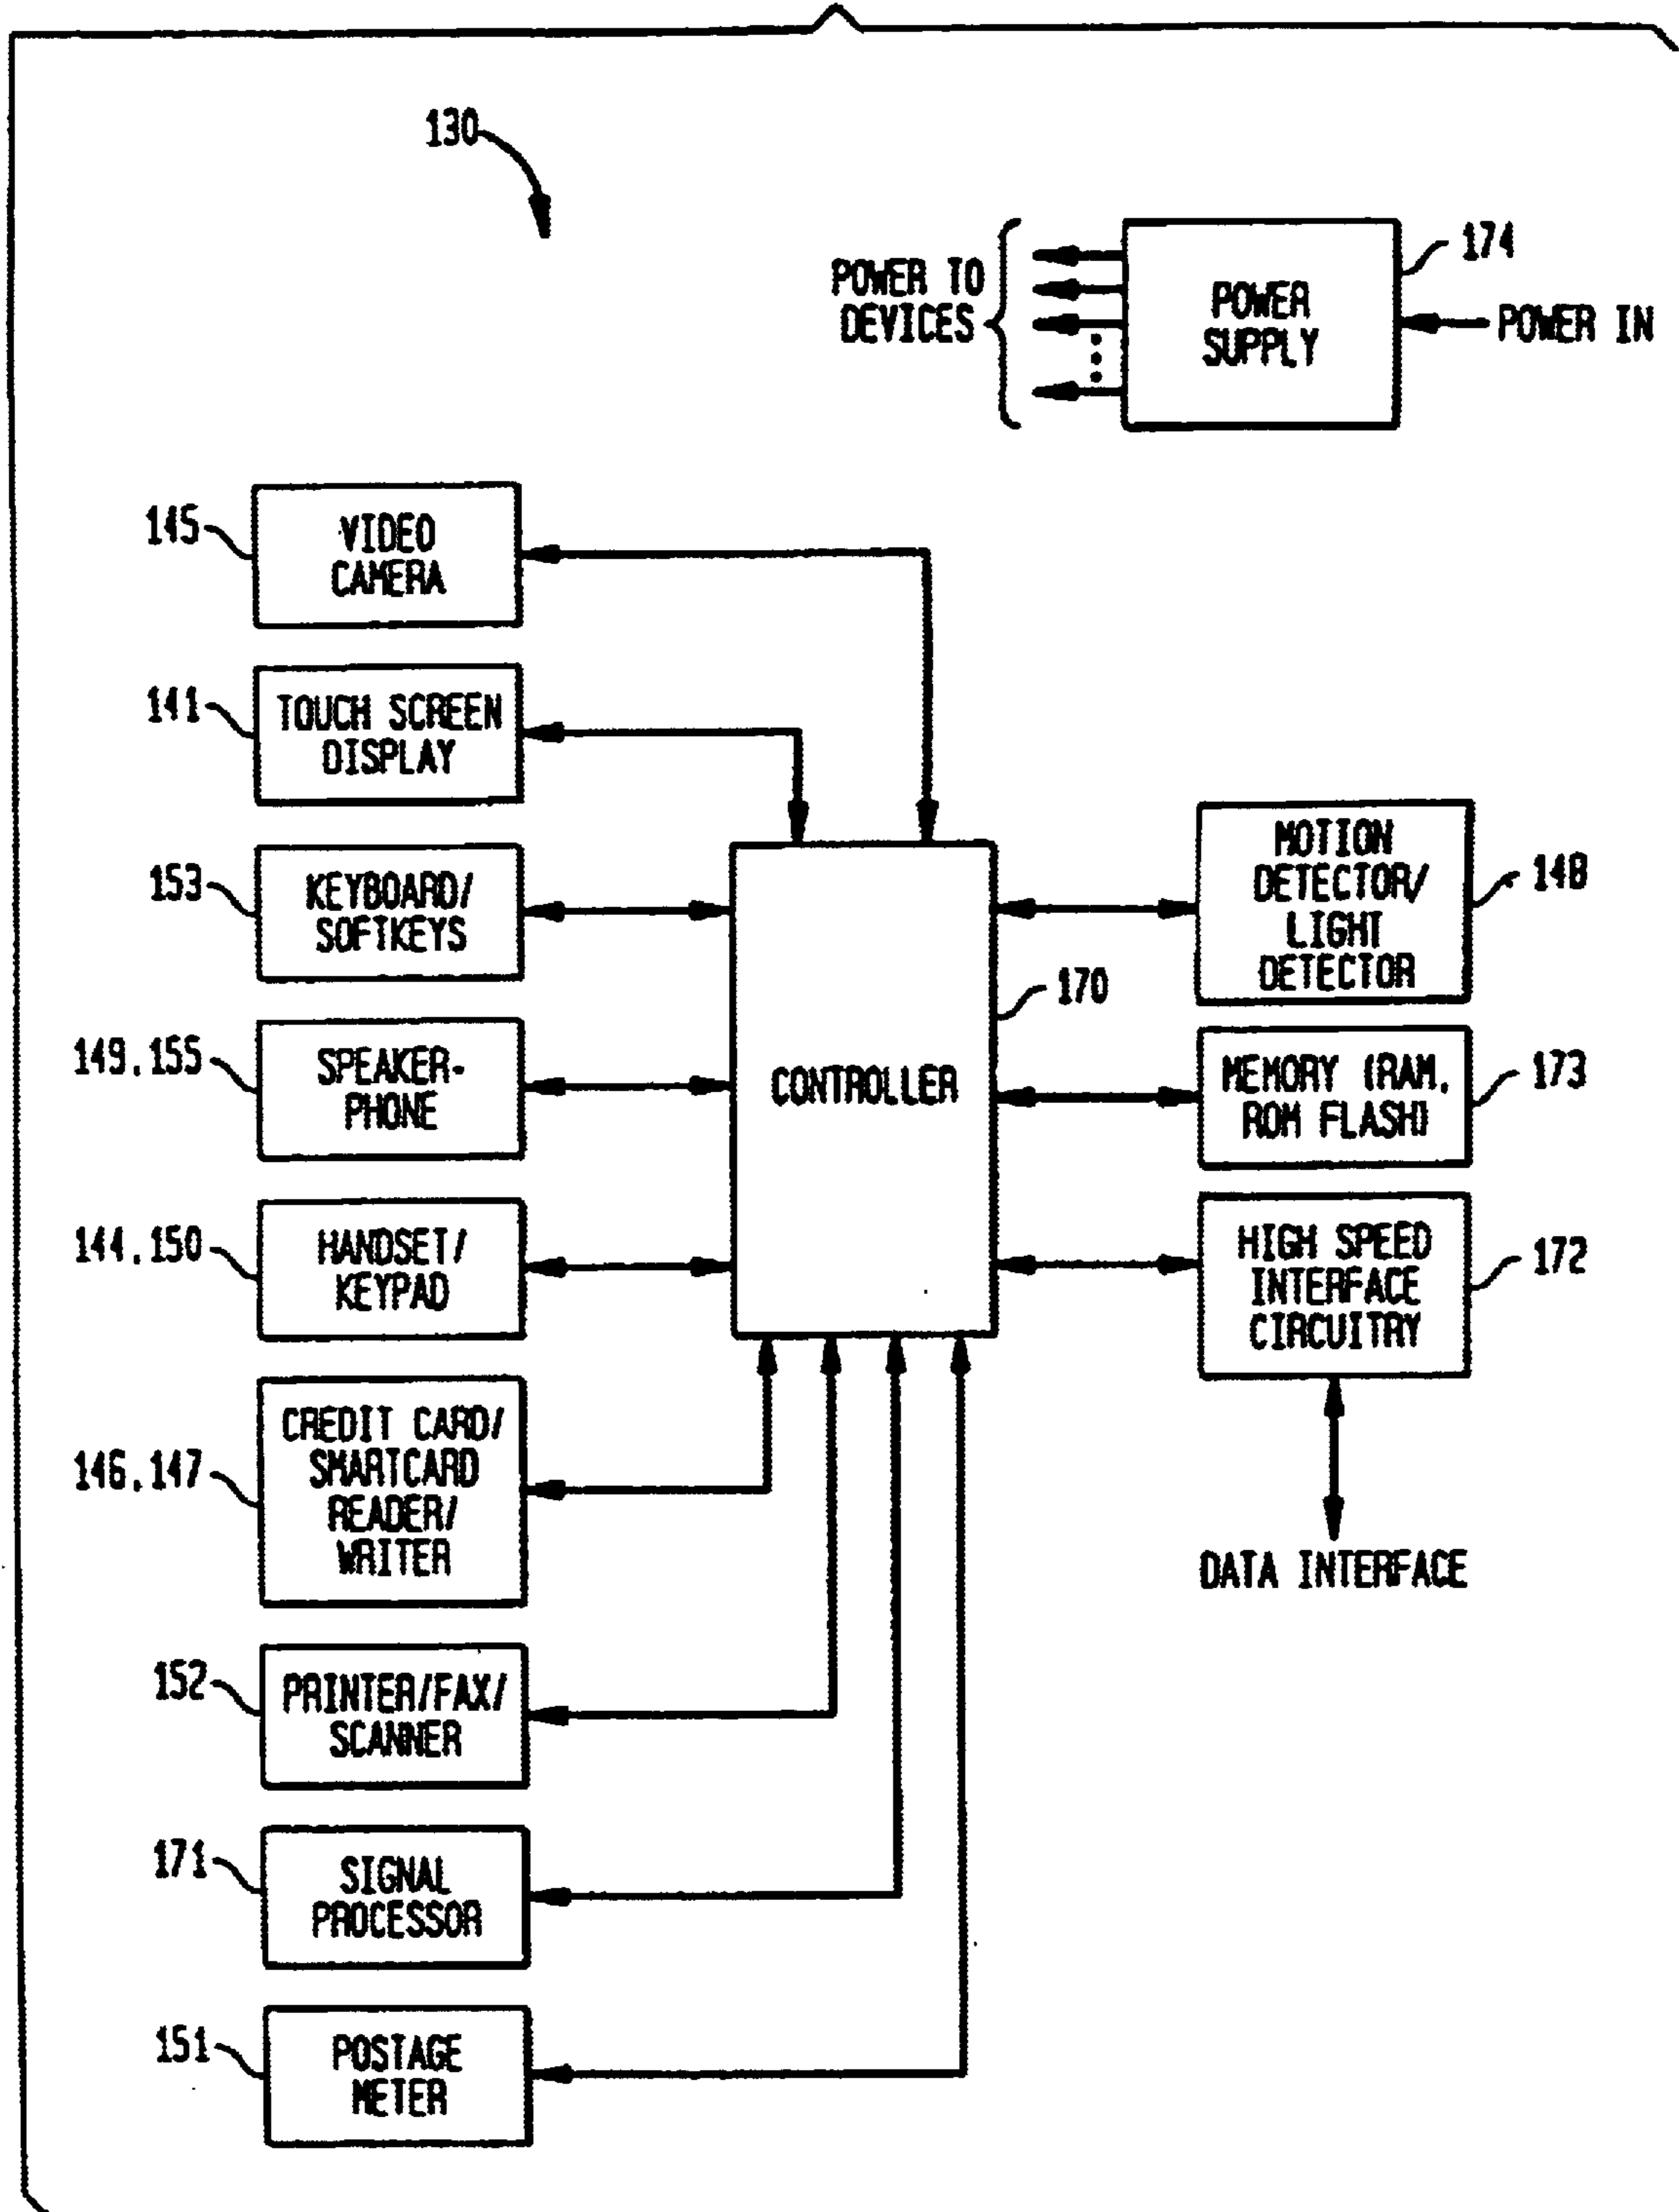 130
POWER TO
DEVICES
POWER
SUPPLY
174
POWER IN
145
VIDEO
CAMERA
141
TOUCH SCREEN
DISPLAY
153
KEYBOARD/
SOFTKEYS
149,155
SPEAKER-
PHONE
144,150
HANDSET/
KEYPAD
146,147
CREDIT CARD/
SMARTCARD
READER/
WRITER
152
PRINTER/FAX/
SCANNER
171
SIGNAL
PROCESSOR
151
POSTAGE
METER
CONTROLLER
170
MOTION
DETECTOR/
LIGHT
DETECTOR
148
MEMORY (RAM,
ROM FLASH)
173
HIGH SPEED
INTERFACE
CIRCUITRY
172
DATA INTERFACE